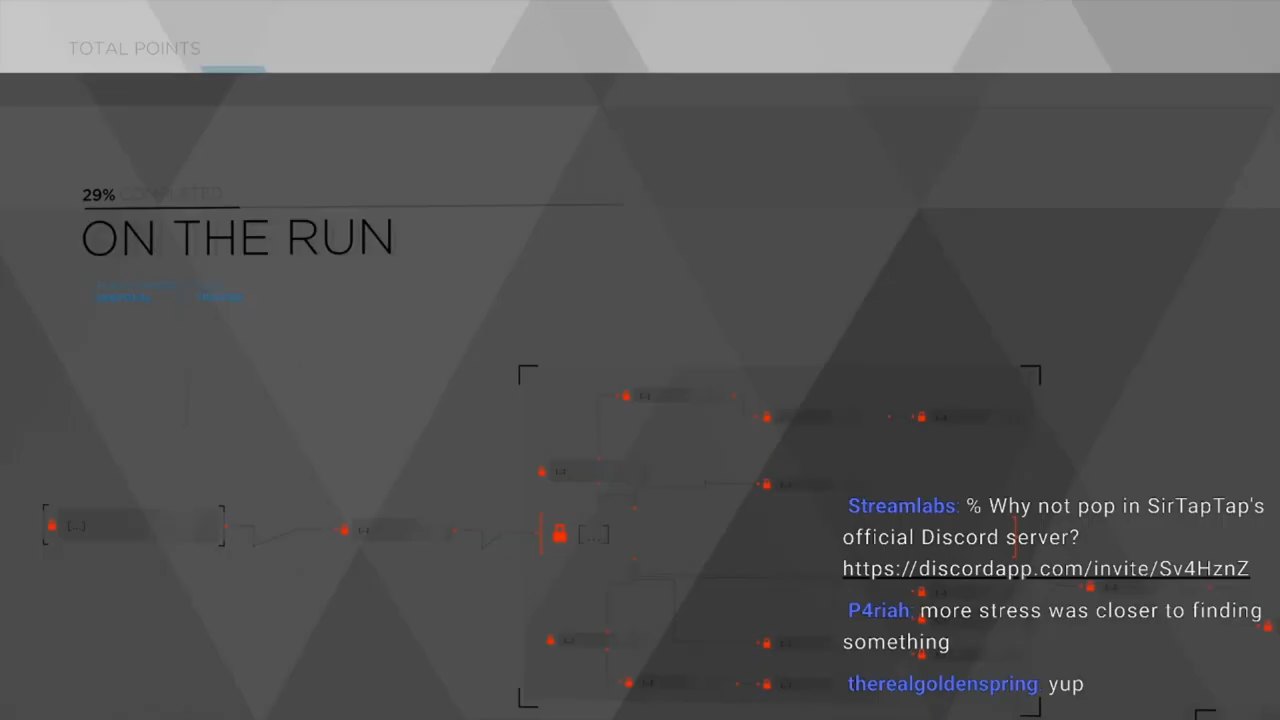 TOTAL POINTS
29% COMPLETED
ON THE RUN
[...]
[...]
[...]
Streamlabs: % Why not pop in SirTapTap's
official Discord server?
https://discordapp.com/invite/Sv4HznZ
P4riah: more stress was closer to finding
something
therealgoldenspring: yup